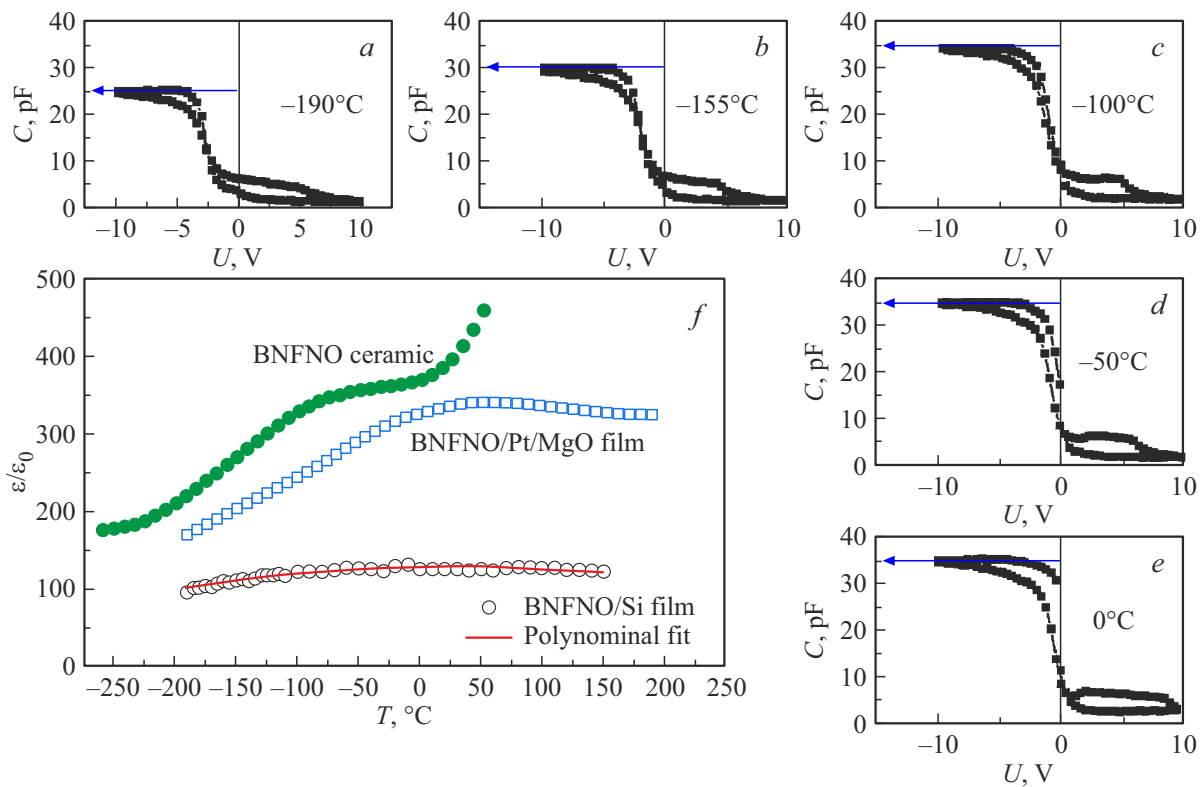 40
30
20
10
0
C, pF
a
–190°C
–10
–5
0
5
10
U, V
40
30
20
10
0
C, pF
b
–155°C
–10
0
10
U, V
40
30
20
10
0
C, pF
c
–100°C
–10
0
10
U, V
500
400
300
200
100
0
ε/ε0
f
BNFNO ceramic
BNFNO/Pt/MgO film
BNFNO/Si film
Polynominal fit
–250 –200 –150 –100 –50 0 50 100 150 200 250
T, °C
40
30
20
10
0
C, pF
d
–50°C
–10
0
10
U, V
40
30
20
10
0
C, pF
e
0°C
–10
0
10
U, V